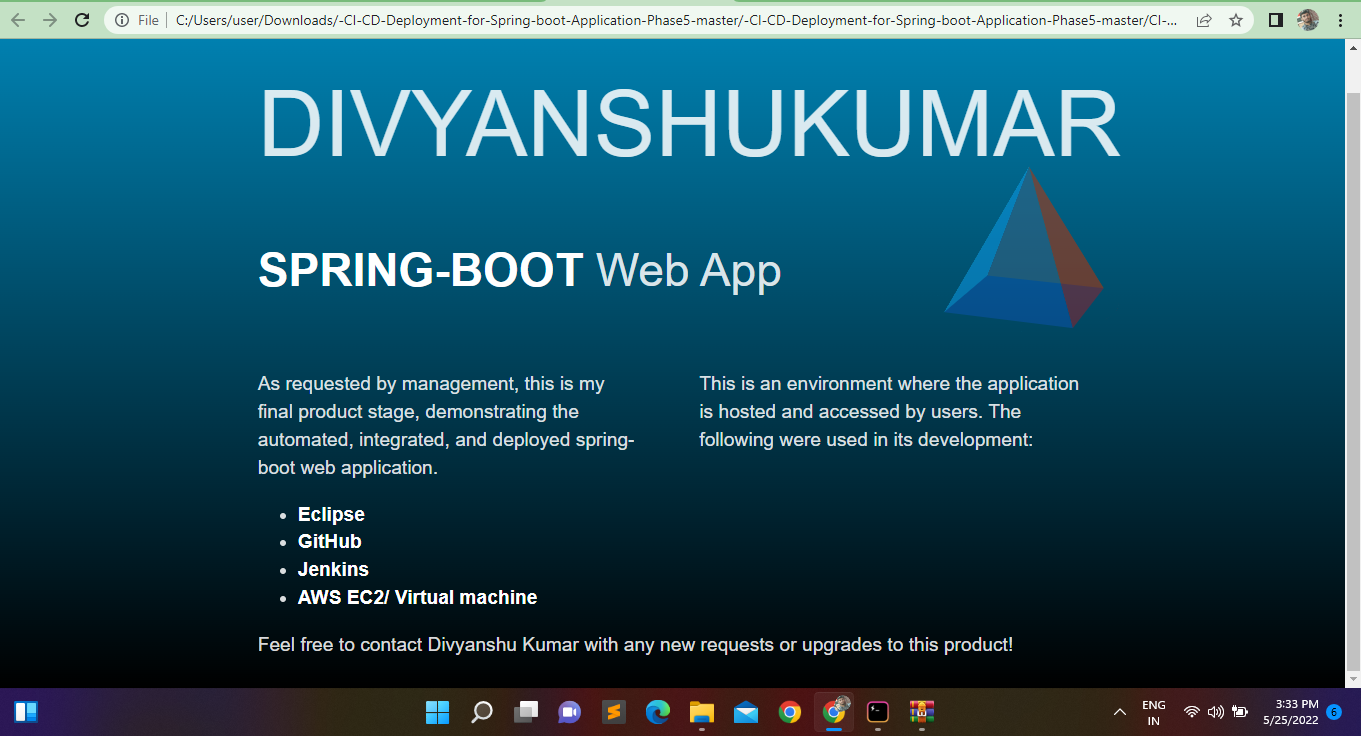 File
C:/Users/user/Downloads/-CI-CD-Deployment-for-Spring-boot-Application-Phase5-master/-CI-CD-Deployment-for-Spring-boot-Application-Phase5-master/CI-...
DIVYANSHUKUMAR
SPRING-BOOT Web App
As requested by management, this is my
final product stage, demonstrating the
automated, integrated, and deployed spring-
boot web application.
This is an environment where the application
is hosted and accessed by users. The
following were used in its development:
• Eclipse
• GitHub
• Jenkins
• AWS EC2/ Virtual machine
Feel free to contact Divyanshu Kumar with any new requests or upgrades to this product!
ENG
IN
3:33 PM
5/25/2022
6